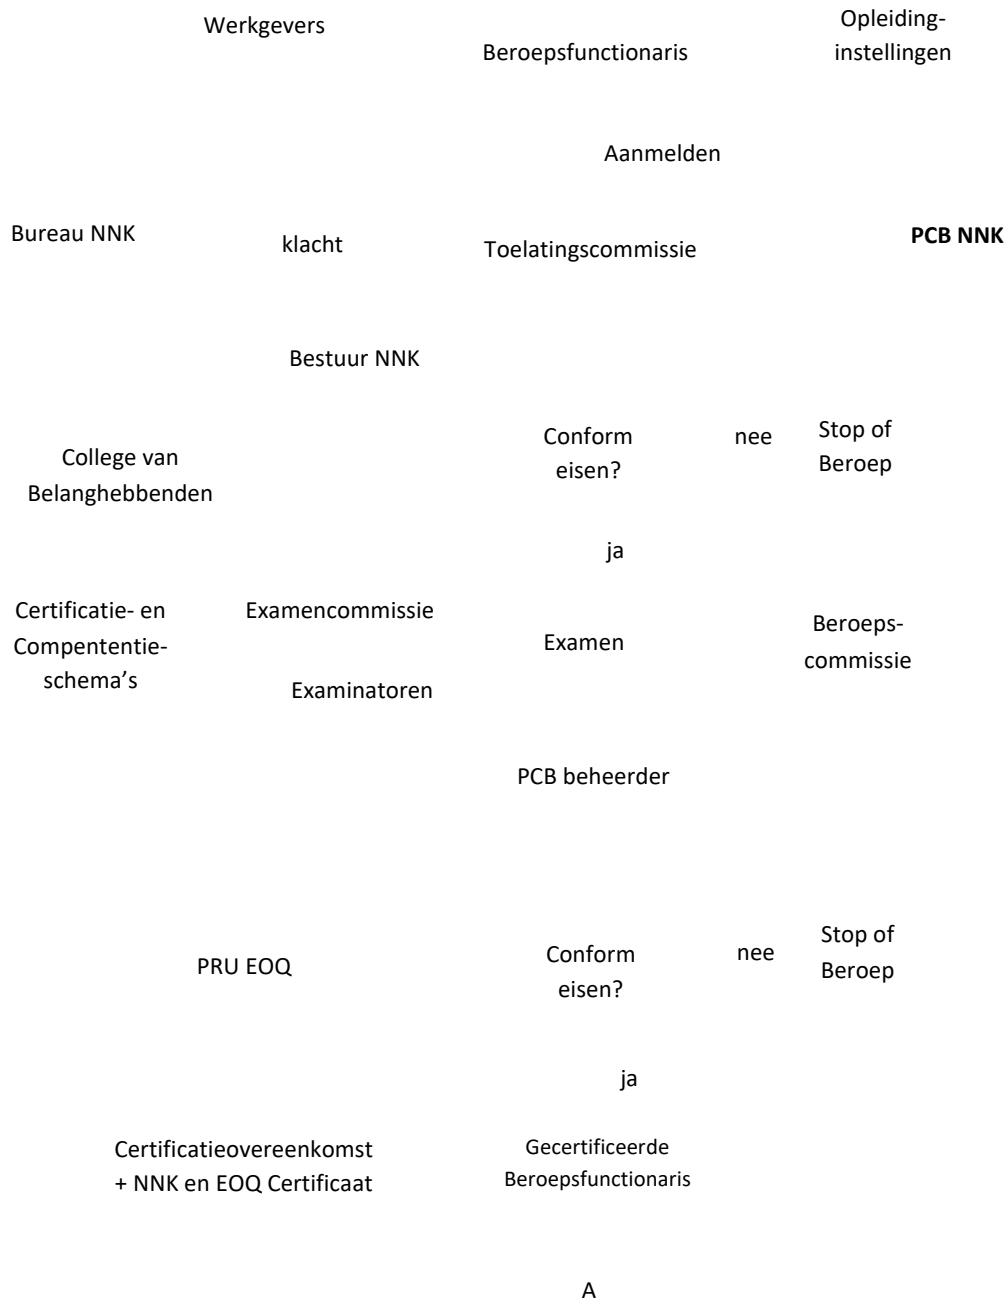 Werkgevers
Beroepsfunctionaris
Opleiding-
instellingen
Aanmelden
Bureau NNK
klacht
Toelatingscommissie
PCB NNK
Bestuur NNK
College van
Belanghebbenden
Conform
eisen?
nee
Stop of
Beroep
ja
Certificatie- en
Compententie-
schema's
Examencommissie
Examinatoren
Examen
Beroeps-
commissie
PCB beheerder
PRU EOQ
Conform
eisen?
nee
Stop of
Beroep
ja
Certificatieovereenkomst
+ NNK en EOQ Certificaat
Gecertificeerde
Beroepsfunctionaris
A